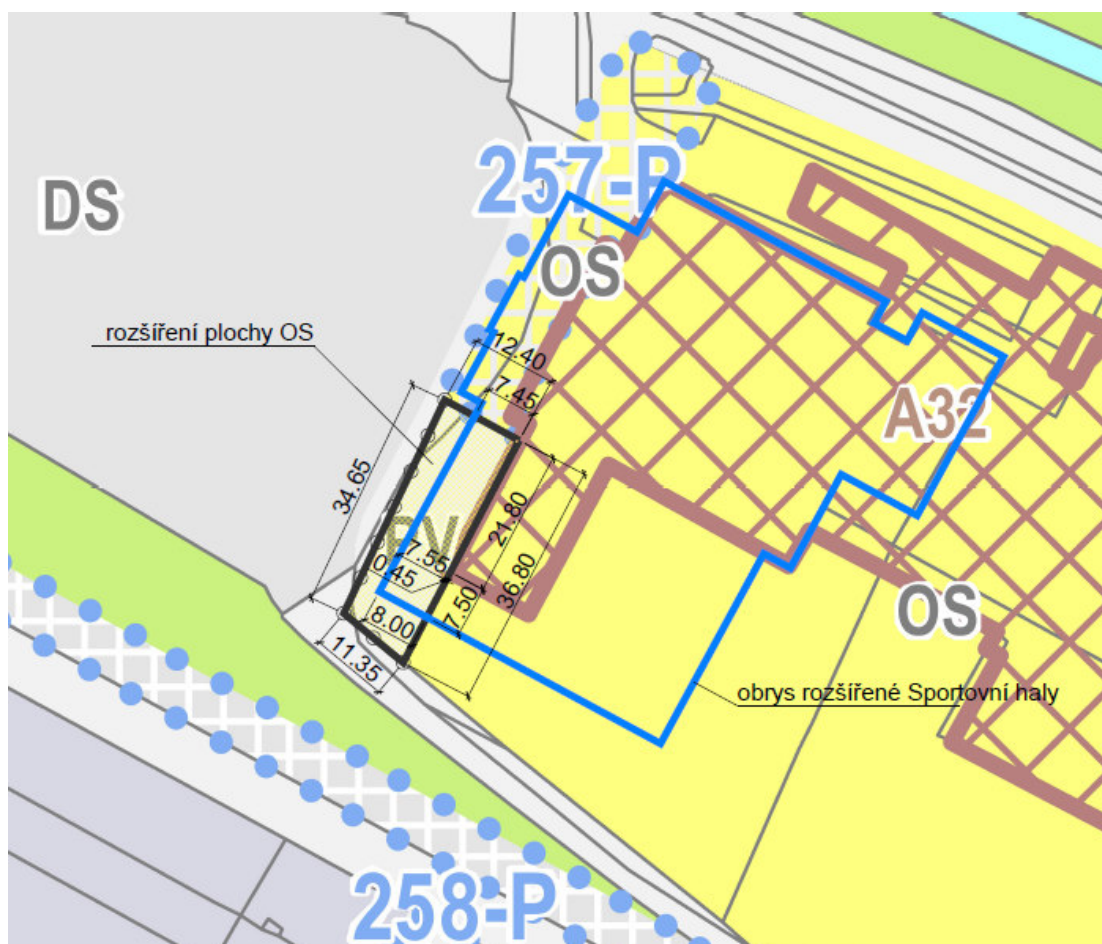 257-P
DS
OS
rozšíření plochy OS
12.40
7.45
A32
34.65
21.80
PV
7.55
36.80
0.45
7.50
8.00
OS
11.35
obrys rozšířené Sportovní haly
258-P